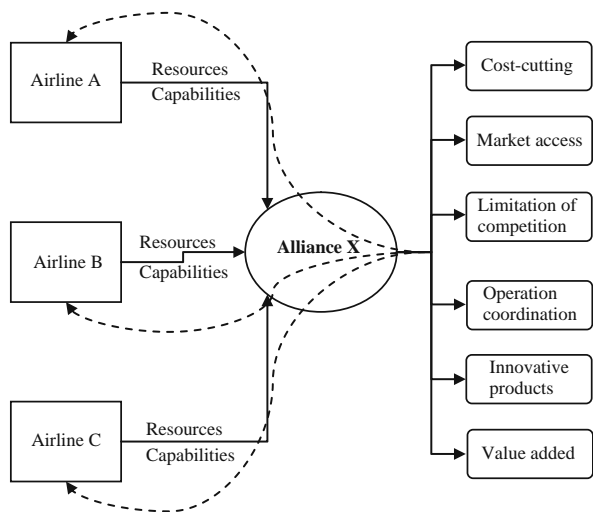 Airline A
Resources
Capabilities
Airline B
Resources
Capabilities
Airline C
Resources
Capabilities
Alliance X
Cost-cutting
Market access
Limitation of
competition
Operation
coordination
Innovative
products
Value added